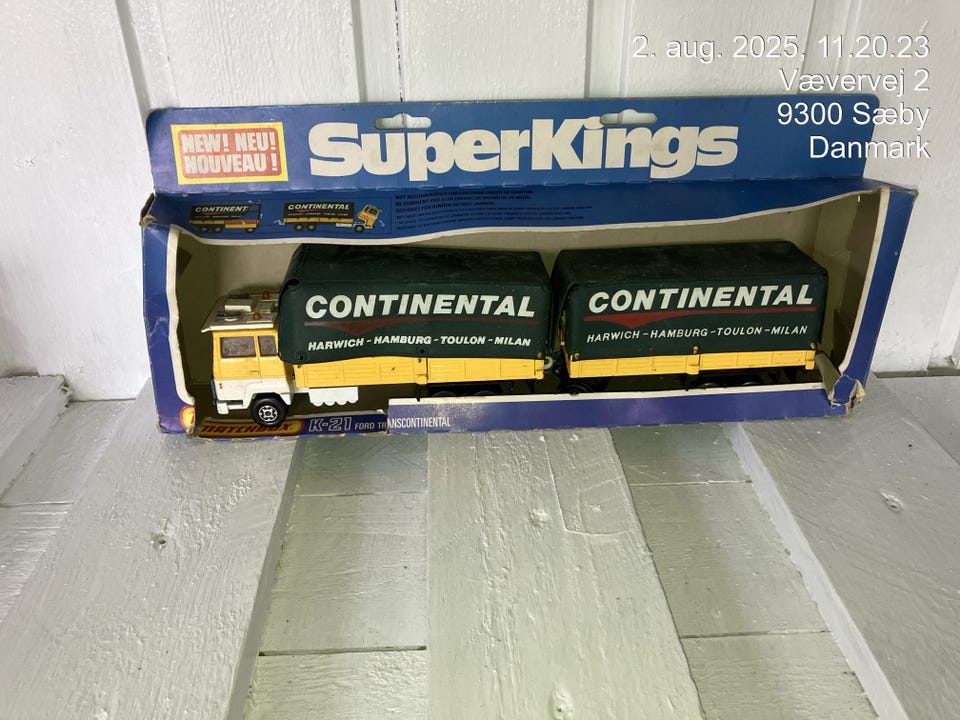 2. aug. 2025. 11.20.23
Vævervej 2
9300 Sæby
Danmark
NEW! NEU!
NOUVEAU!
SuperKings
CONTINENT
CONTINENTAL
CONTINENTAL
HARWICH - HAMBURG - TOULON - MILAN
CONTINENTAL
HARWICH - HAMBURG - TOULON - MILAN
MATCHBOX K-21 FORD TRANSCONTINENTAL